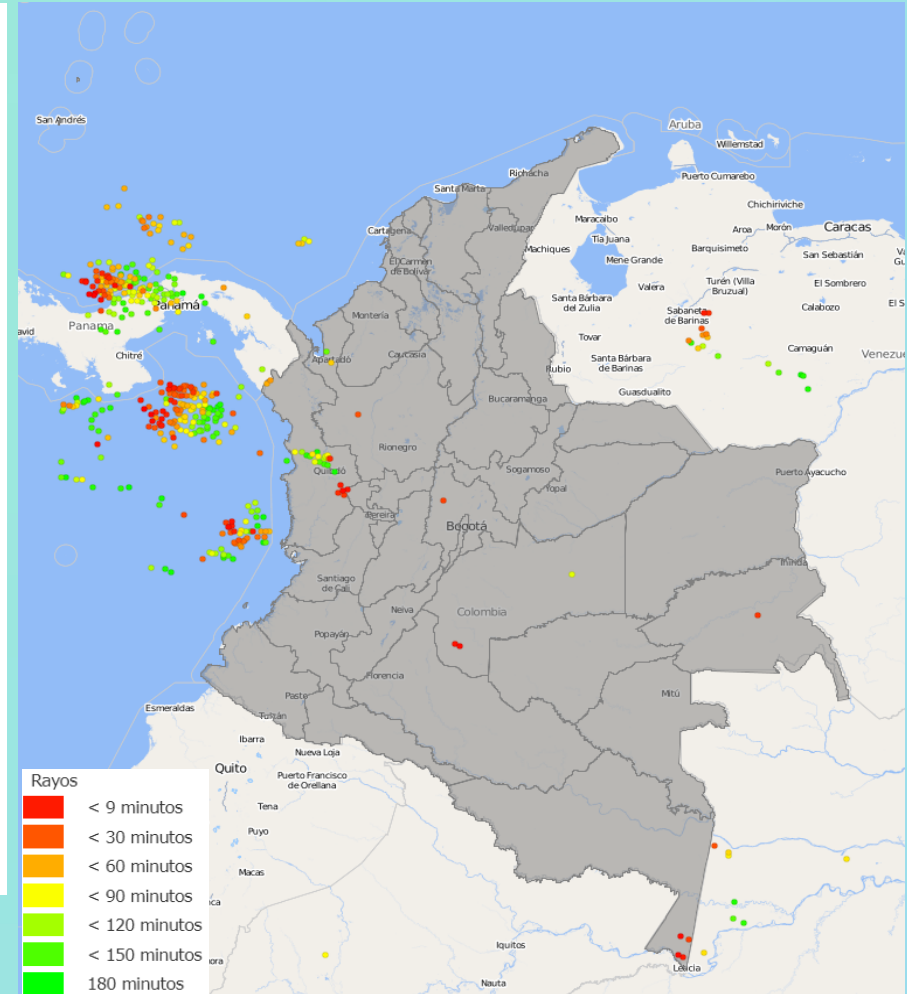 San Andrés
Aruba
Willemstad
Riohacha
Puerto Cumarebo
Santa Marta
Chichiriviche
Maracaibo
Cartagena
Valledupar
Aroa
Morón
Caracas
Tía Juana
Machiques
Barquisimeto
Mene Grande
San Sebastián
El Carmen
de Bolívar
Valera
Turén (Villa
Bruzual)
El Sombrero
Panamá
Panama
Santa Bárbara
del Zulia
Sabaneta
de Barinas
Calabozo
El S
Montería
Chitré
Tovar
Camaguán
Venezue
Apartadó
Caucasia
Santa Bárbara
de Barinas
Rubio
Guasdualito
Bucaramanga
Rionegro
Quibdó
Sogamoso
Puerto Ayacucho
Yopal
Pereira
Bogotá
Inírida
Santiago
de Cali
Neiva
Colombia
Popayán
Florencia
Mitú
Pasto
Esmeraldas
Ibarra
Nueva Loja
Quito
Puerto Francisco
de Orellana
Tena
Puyo
Macas
Iquitos
Leticia
Nauta
Rayos
< 9 minutos
< 30 minutos
< 60 minutos
< 90 minutos
< 120 minutos
< 150 minutos
180 minutos